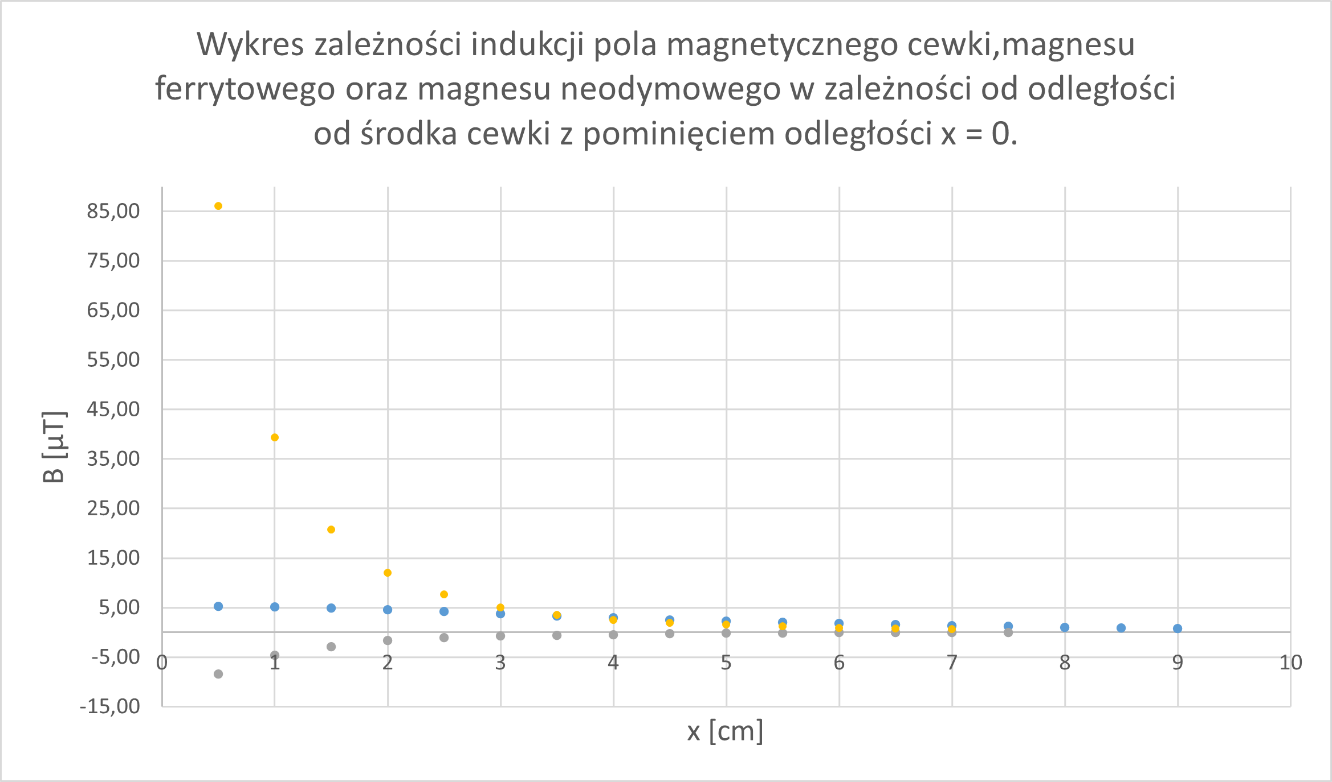 Wykres zależności indukcji pola magnetycznego cewki,magnesu
ferrytowego oraz magnesu neodymowego w zależności od odległości
od środka cewki z pominięciem odległości x = 0.
85,00
75,00
65,00
55,00
45,00
35,00
25,00
15,00
5,00
-5,00
-15,00
B [µT]
0 1 2 3 4 5 6 7 8 9 10
x [cm]